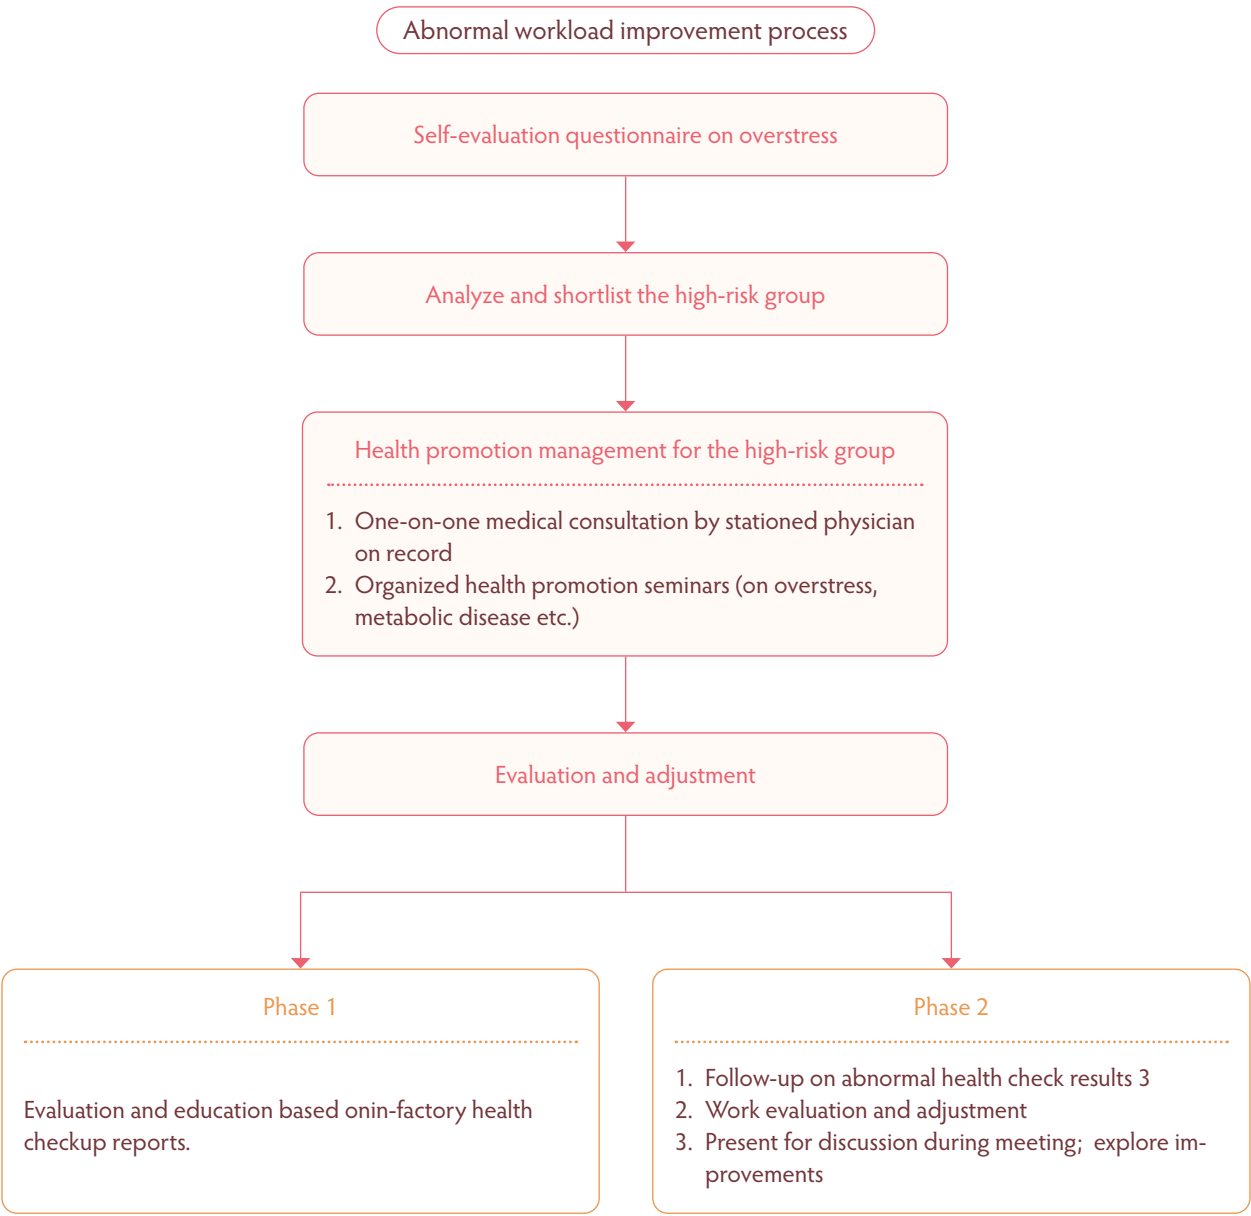 Abnormal workload improvement process
Self-evaluation questionnaire on overstress
Analyze and shortlist the high-risk group
Health promotion management for the high-risk group
1. One-on-one medical consultation by stationed physician
on record
2. Organized health promotion seminars (on overstress,
metabolic disease etc.)
Evaluation and adjustment
Phase 1
Evaluation and education based onin-factory health
checkup reports.
Phase 2
1. Follow-up on abnormal health check results 3
2. Work evaluation and adjustment
3. Present for discussion during meeting; explore im-
provements